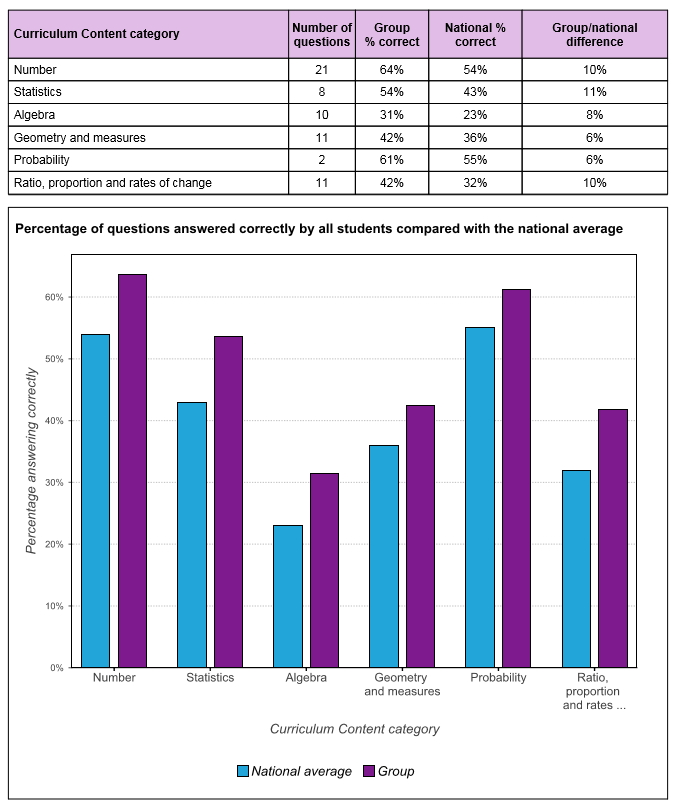 Curriculum Content category Number of questions Group % correct National % correct Group/national difference
Number 21 64% 54% 10%
Statistics 8 54% 43% 11%
Algebra 10 31% 23% 8%
Geometry and measures 11 42% 36% 6%
Probability 2 61% 55% 6%
Ratio, proportion and rates of change 11 42% 32% 10%
Percentage of questions answered correctly by all students compared with the national average
Percentage answering correctly
60%
50%
40%
30%
20%
10%
0%
Number Statistics Algebra Geometry and measures Probability Ratio, proportion and rates ...
Curriculum Content category
National average Group